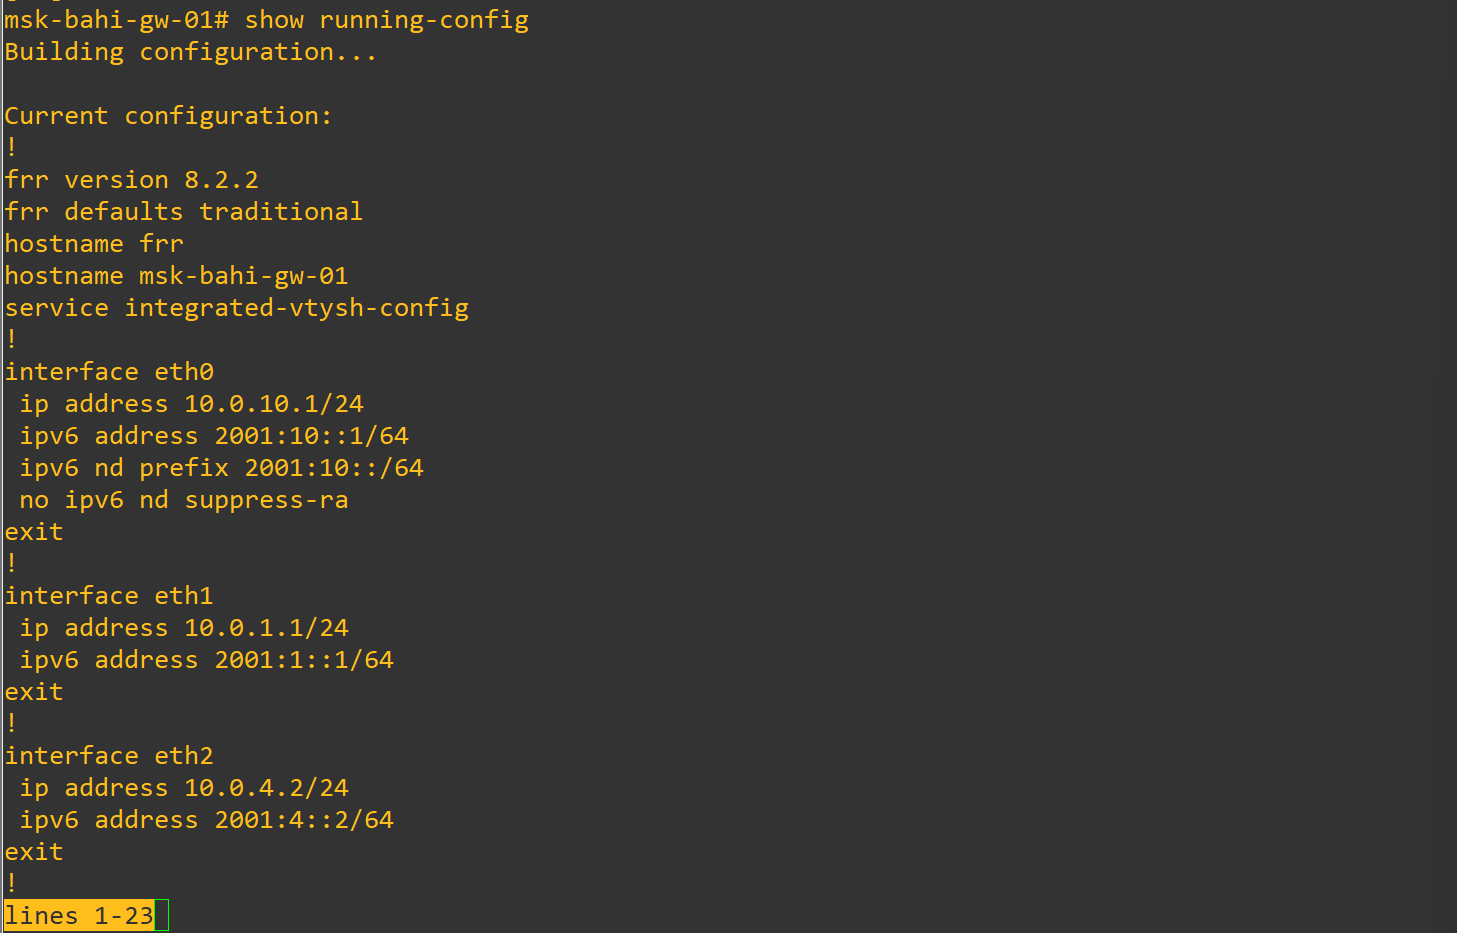 msk-bahi-gw-01# show running-config
Building configuration...
Current configuration:
!
frr version 8.2.2
frr defaults traditional
hostname frr
hostname msk-bahi-gw-01
service integrated-vtysh-config
!
interface eth0
 ip address 10.0.10.1/24
 ipv6 address 2001:10::1/64
 ipv6 nd prefix 2001:10::/64
 no ipv6 nd suppress-ra
exit
!
interface eth1
 ip address 10.0.1.1/24
 ipv6 address 2001:1::1/64
exit
!
interface eth2
 ip address 10.0.4.2/24
 ipv6 address 2001:4::2/64
exit
!
lines 1-23